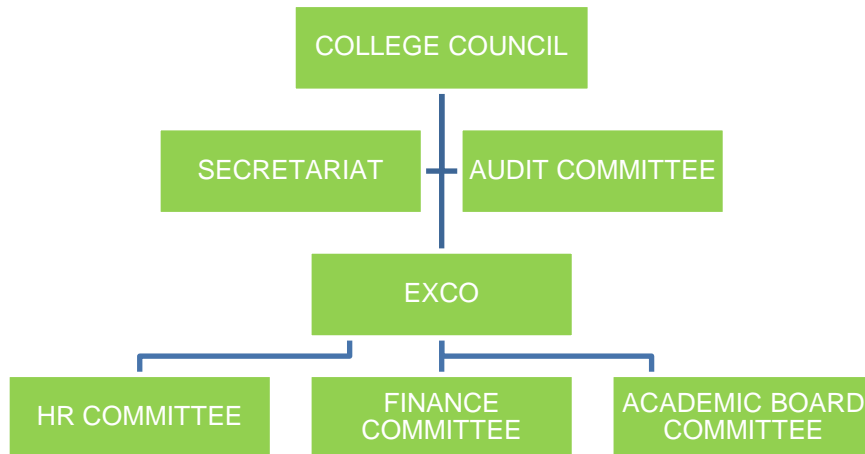 COLLEGE COUNCIL
SECRETARIAT
AUDIT COMMITTEE
EXCO
HR COMMITTEE
FINANCE
COMMITTEE
ACADEMIC BOARD
COMMITTEE